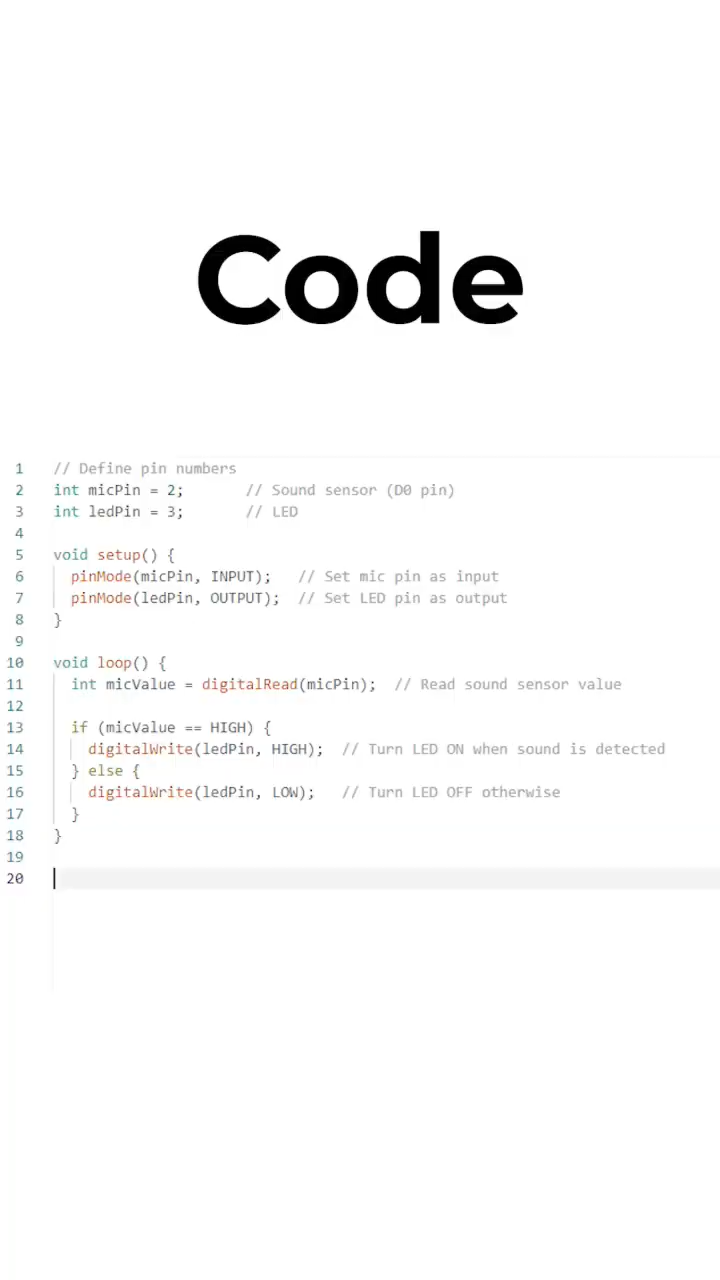 Code
1 // Define pin numbers
2 int micPin = 2; // Sound sensor (D0 pin)
3 int ledPin = 3; // LED
4
5 void setup() {
6 pinMode(micPin, INPUT); // Set mic pin as input
7 pinMode(ledPin, OUTPUT); // Set LED pin as output
8 }
9
10 void loop() {
11 int micValue = digitalRead(micPin); // Read sound sensor value
12
13 if (micValue == HIGH) {
14 digitalWrite(ledPin, HIGH); // Turn LED ON when sound is detected
15 } else {
16 digitalWrite(ledPin, LOW); // Turn LED OFF otherwise
17 }
18 }
19
20